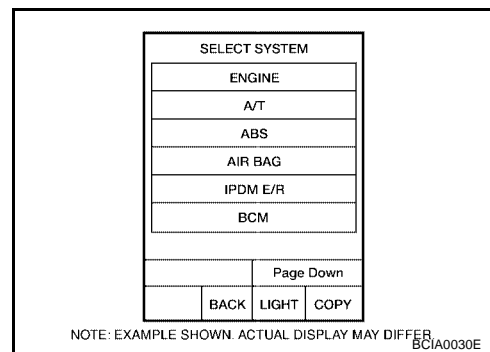 SELECT SYSTEM
ENGINE
A/T
ABS
AIR BAG
IPDM E/R
BCM
Page Down
BACK LIGHT COPY
NOTE: EXAMPLE SHOWN. ACTUAL DISPLAY MAY DIFFER
BCIA0030E